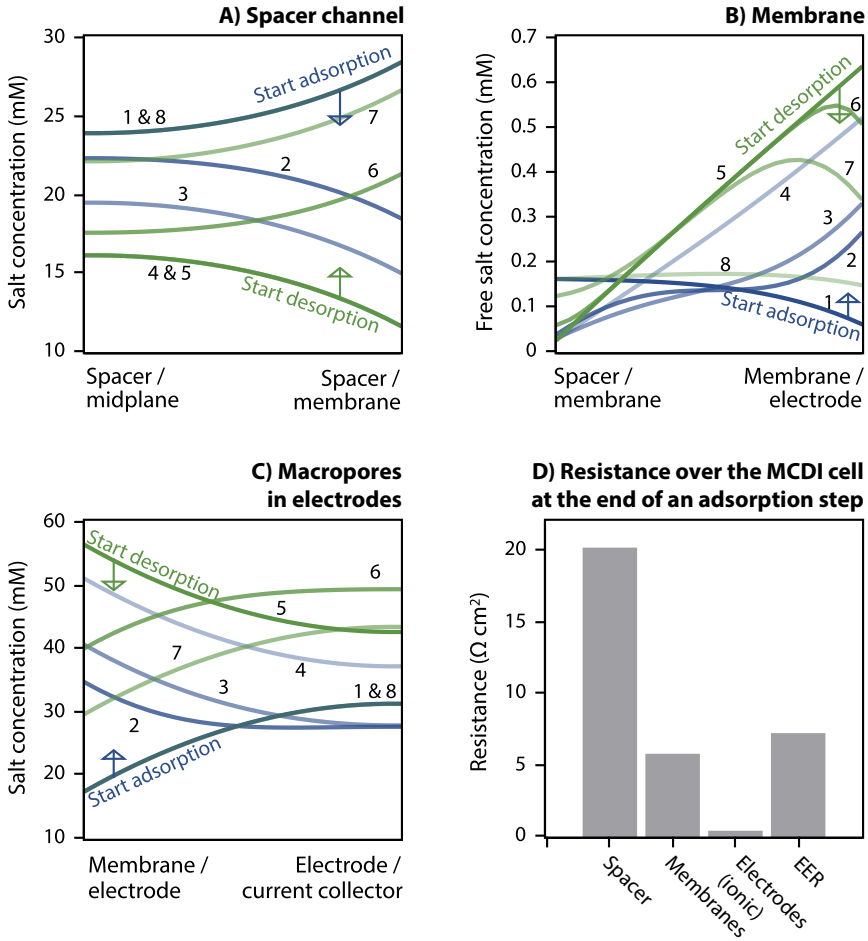 A) Spacer channel
Salt concentration (mM)
30
25
20
15
10
1 & 8
Start adsorption
7
2
6
3
4 & 5
Start desorption
Spacer /
midplane
Spacer /
membrane
B) Membrane
Free salt concentration (mM)
0.7
0.6
0.5
0.4
0.3
0.2
0.1
0
Start desorption
6
5
7
4
3
8
2
1
Start adsorption
Spacer /
membrane
Membrane /
electrode
C) Macropores
in electrodes
Salt concentration (mM)
60
50
40
30
20
10
Start desorption
6
5
7
4
3
1 & 8
2
Start adsorption
Membrane /
electrode
Electrode /
current collector
D) Resistance over the MCDI cell
at the end of an adsorption step
Resistance (Ω cm²)
20
15
10
5
0
Spacer
Membranes
Electrodes
(ionic)
EER